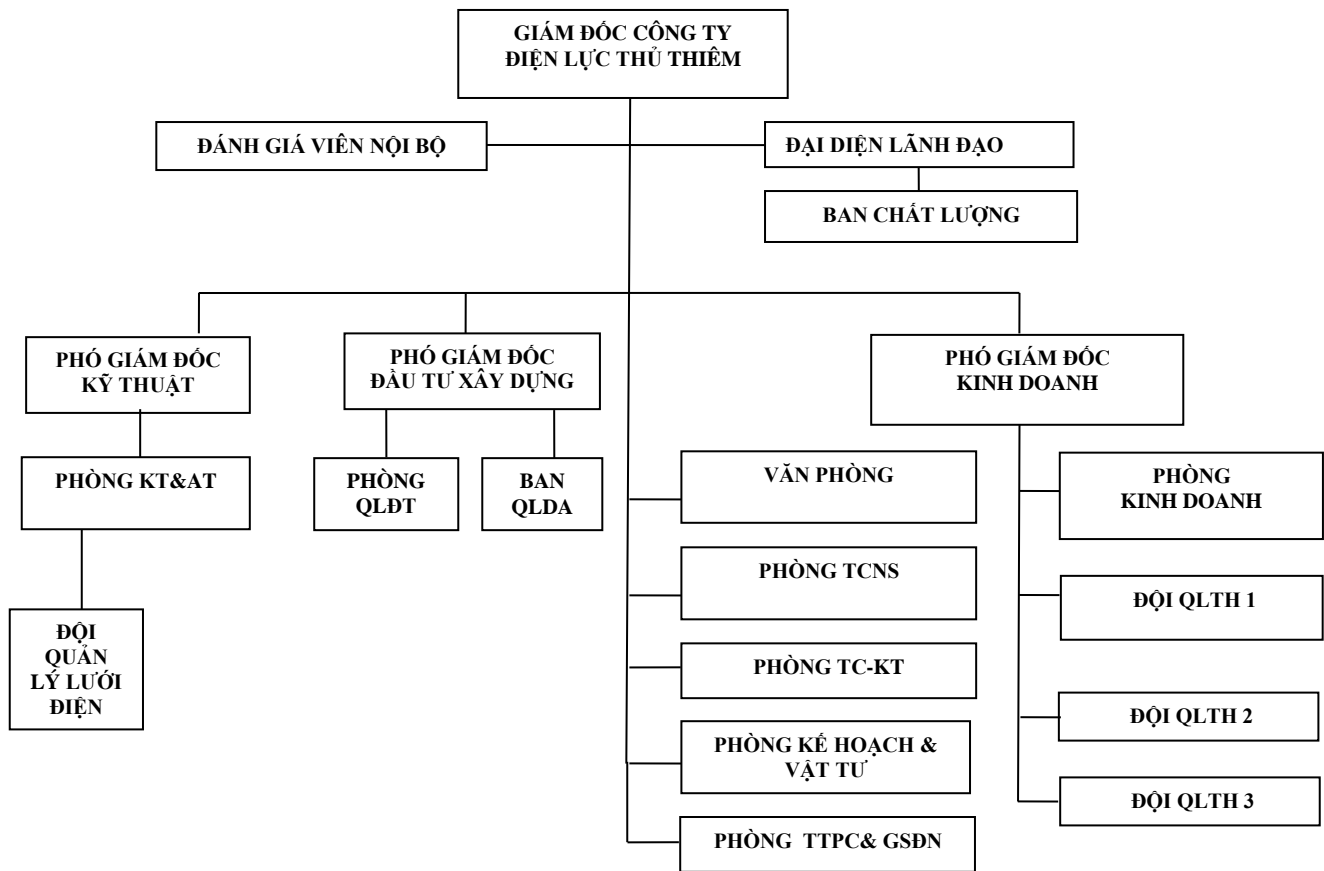 GIÁM ĐỐC CÔNG TY
ĐIỆN LỰC THỦ THIÊM
ĐÁNH GIÁ VIÊN NỘI BỘ
ĐẠI DIỆN LÃNH ĐẠO
BAN CHẤT LƯỢNG
PHÓ GIÁM ĐỐC
KỸ THUẬT
PHÓ GIÁM ĐỐC
ĐẦU TƯ XÂY DỰNG
PHÓ GIÁM ĐỐC
KINH DOANH
PHÒNG KT&AT
PHÒNG
QLĐT
BAN
QLDA
ĐỘI
QUẢN
LÝ LƯỚI
ĐIỆN
VĂN PHÒNG
PHÒNG TCNS
PHÒNG TC-KT
PHÒNG KẾ HOẠCH &
VẬT TƯ
PHÒNG TTPC& GSĐN
PHÒNG
KINH DOANH
ĐỘI QLTH 1
ĐỘI QLTH 2
ĐỘI QLTH 3